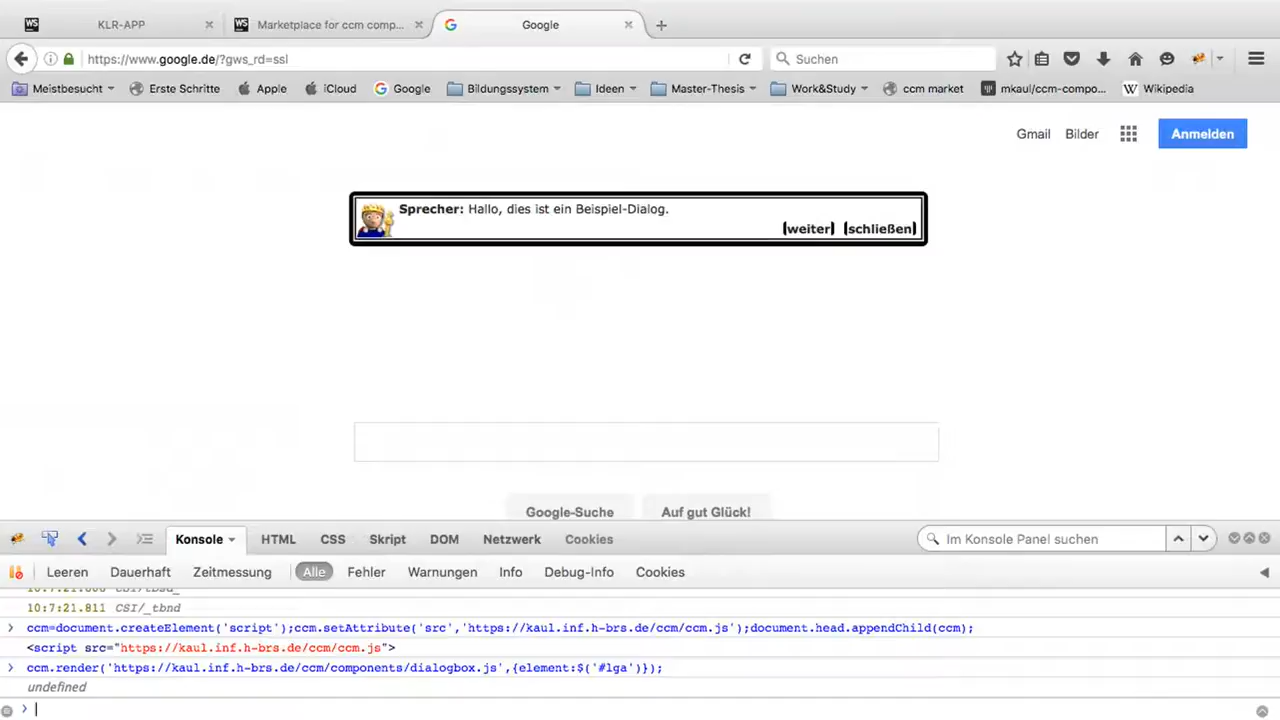 KLR-APP × Marketplace for ccm comp... × Google ×
https://www.google.de/?gws_rd=ssl Suchen
Meistbesucht Erste Schritte Apple iCloud Google Bildungssystem Ideen Master-Thesis Work&Study ccm market mkaul/ccm-compo... Wikipedia
Gmail Bilder Anmelden
Sprecher: Hallo, dies ist ein Beispiel-Dialog.
weiter schließen
Google-Suche Auf gut Glück!
Konsole HTML CSS Skript DOM Netzwerk Cookies Im Konsole Panel suchen
Leeren Dauerhaft Zeitmessung Alle Fehler Warnungen Info Debug-Info Cookies
10:7:21.811 CSI/_tbnd
ccm=document.createElement('script');ccm.setAttribute('src','https://kaul.inf.h-brs.de/ccm/ccm.js');document.head.appendChild(ccm);
<script src="https://kaul.inf.h-brs.de/ccm/ccm.js">
ccm.render('https://kaul.inf.h-brs.de/ccm/components/dialogbox.js',{element:$('#lga')});
undefined